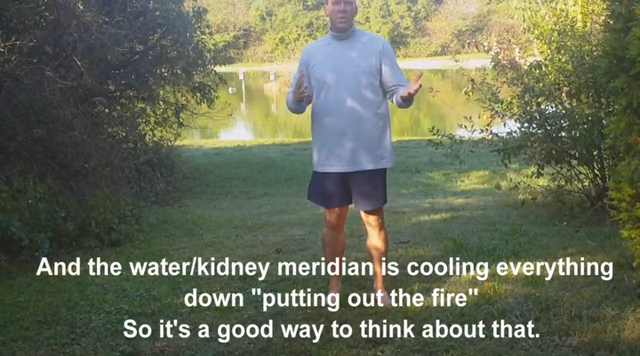 And the water/kidney meridian is cooling everything
down "putting out the fire"
So it's a good way to think about that.